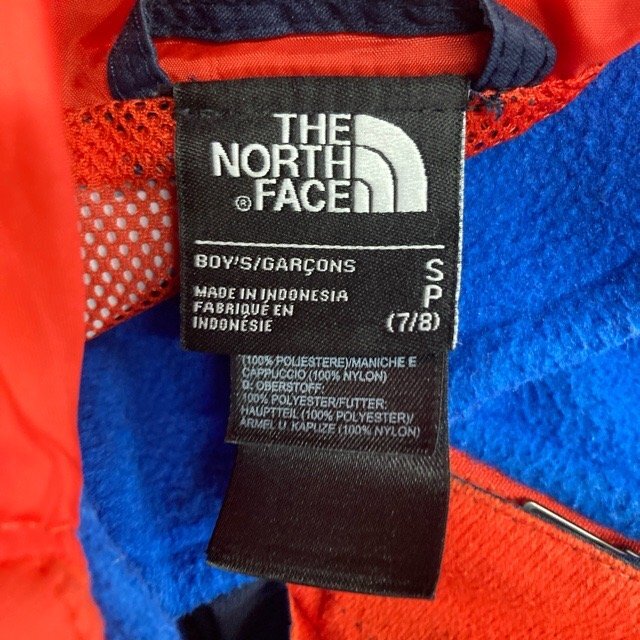 THE
NORTH
®FACE
BOY'S/GARÇONS S
MADE IN INDONESIA P
FABRIQUÉ EN
INDONÉSIE (7/8)
(100% POLIESTERE)/MANICHE E
CAPPUCCIO (100% NYLON)
D: OBERSTOFF:
100% POLYESTER/FUTTER:
HAUPTTEIL (100% POLYESTER)/
ÄRMEL U KAPUZE (100% NYLON)